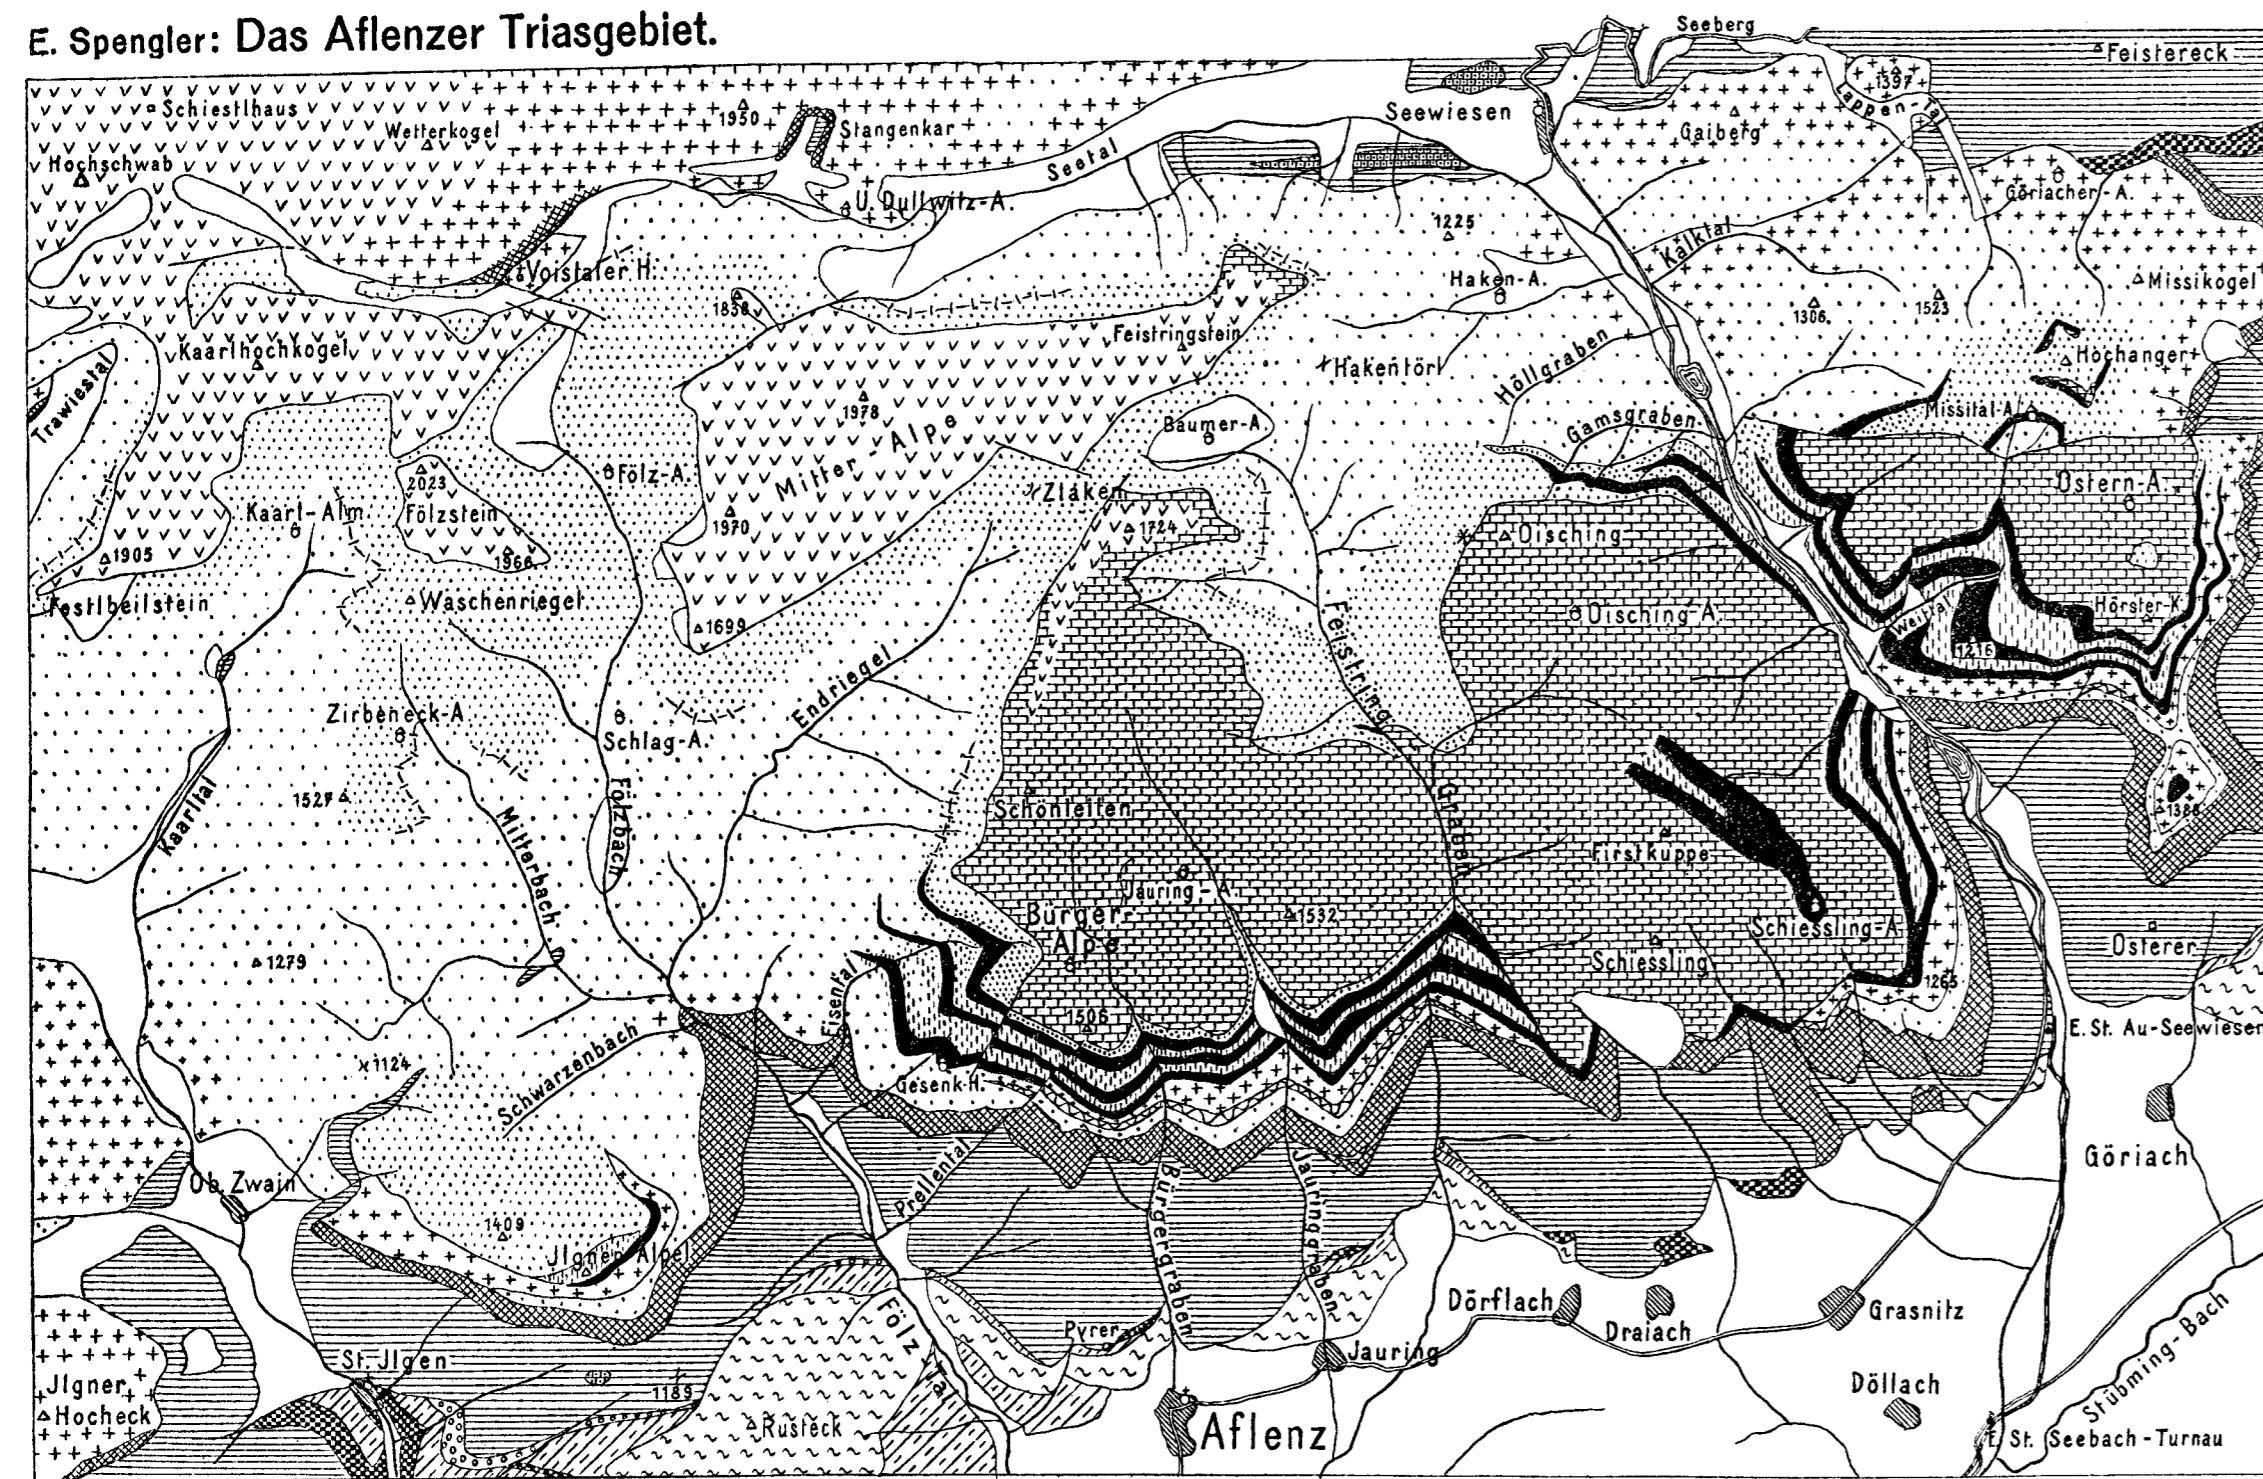 E. Spengler: Das Aflenzer Triasgebiet.
Seeberg
Feistereck
Schiestlhaus
1950
Stangenkar
Seewiesen
1397
Lappen-Tal
Wetterkogel
Gaiberg
Hochschwab
Seetal
Göriacher-A.
U. Dullwitz-A.
1225
Kalktal
Voistaler H.
Haken-A.
Missikogel
1838
1306
1523
Feistringstein
Kaarlhochkogel
Hakentörl
Höllgraben
Hochanger
Trawiestal
1978
Mitter-Alpe
Baumer-A.
Gamsgraben
Missital-A.
2023
Fölz-A.
Zlaken
Ostern-A.
Kaarl-Alm
Fölzstein
1970
1724
Oisching
1905
1966
Festlbeilstein
Waschenriegel
Oisching-A.
Hörster-K.
1699
Feistring
Graben
1216
Endriegel
Zirbeneck-A.
Schlag-A.
1527
Kaarltal
Mitterbach
Fölzbach
Schönleiten
1388
Firstkuppe
Jauring-A.
Bürger-
Alpe
1532
Schiessling-A.
Schiessling
Osterer
1279
Eisental
1265
1506
E. St. Au-Seewiesen
1124
Schwarzenbach
Gesenk-H.
Göriach
Ob. Zwain
Prellental
Bürgergraben
Jauringgraben
1409
Jlgner Alpel
Dörflach
Draiach
Grasnitz
Pyrer
Fölz-Tal
Jauring
St. Jlgen
1189
Jlgner
Hocheck
Rusteck
Aflenz
Döllach
Stübming-Bach
E. St. Seebach-Turnau